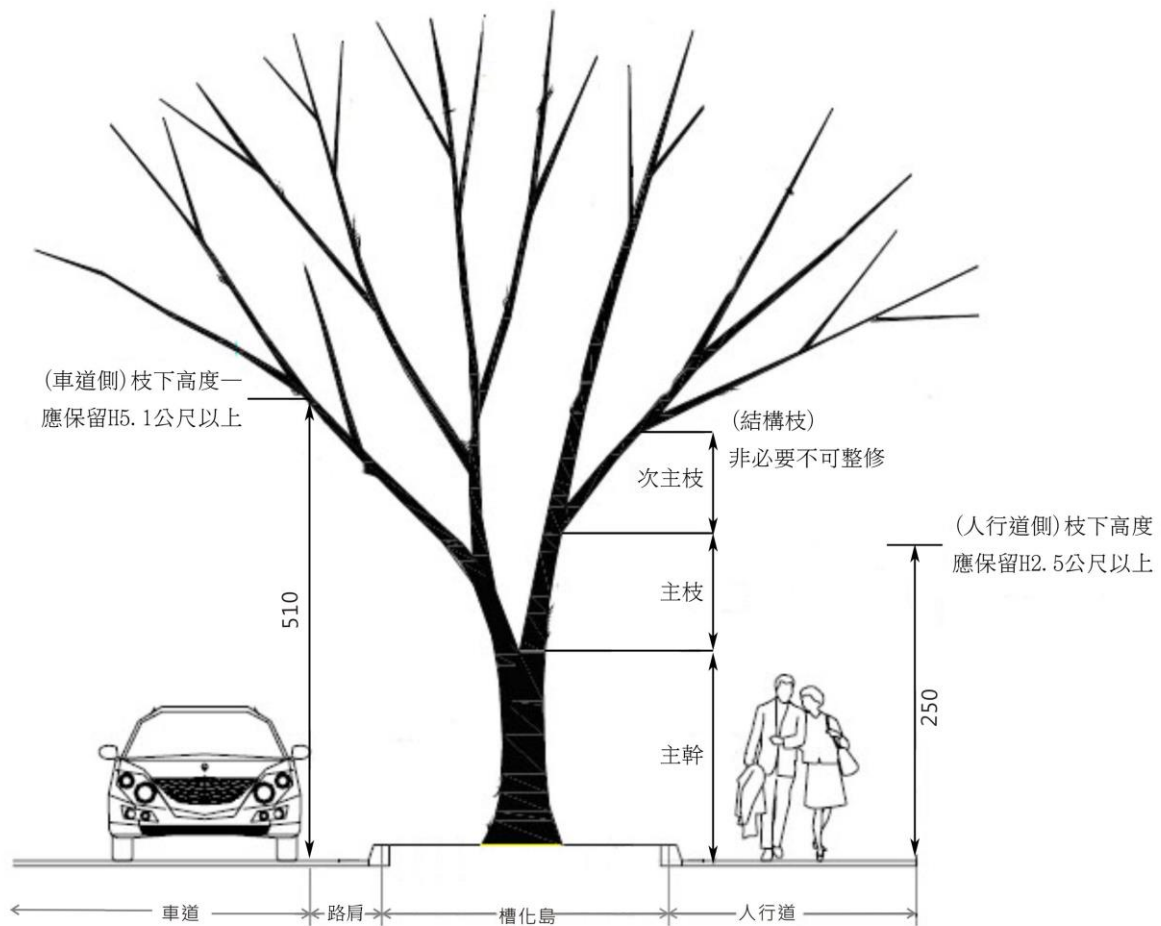 (車道側)枝下高度—
應保留H5.1公尺以上
(結構枝)
非必要不可整修
次主枝
(人行道側)枝下高度
應保留H2.5公尺以上
主枝
510
250
主幹
車道
路肩
槽化島
人行道